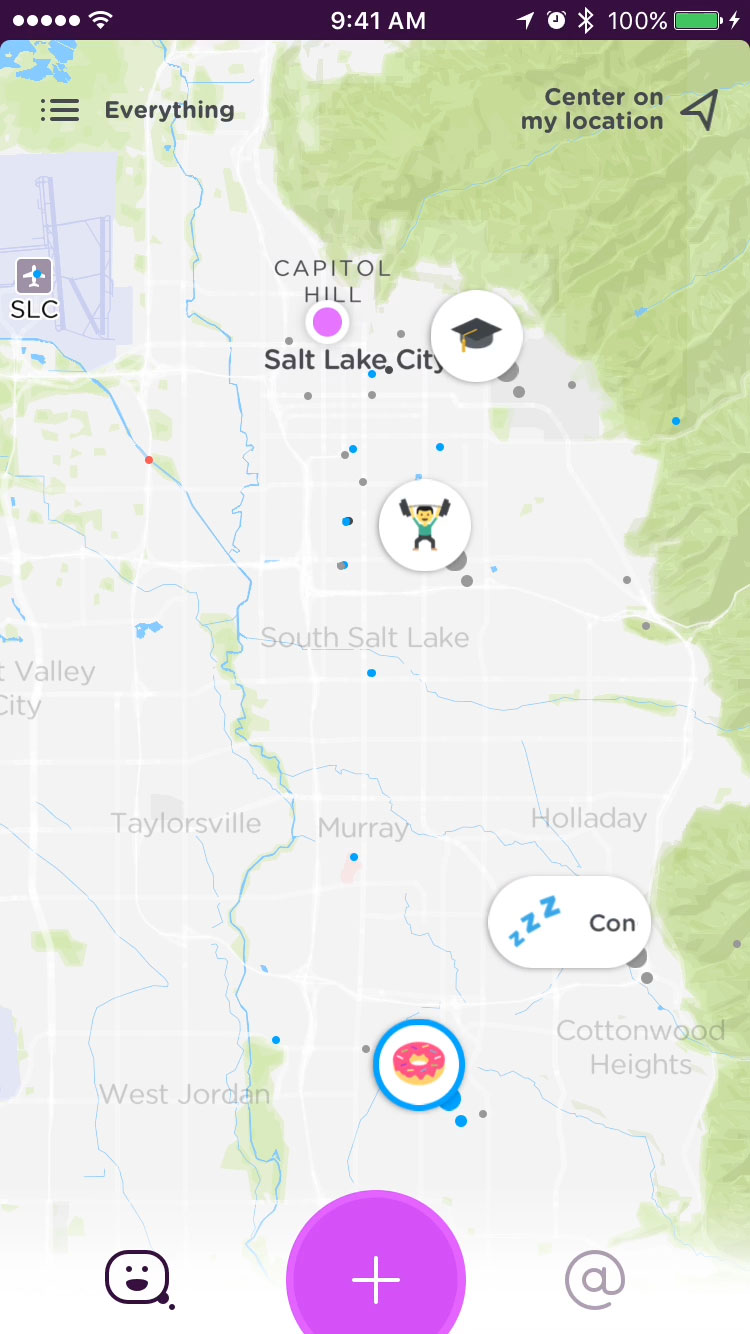 9:41 AM
100%
Everything
Center on
my location
CAPITOL
HILL
SLC
Salt Lake City
South Salt Lake
t Valley
City
Taylorsville
Murray
Holladay
zzz
Con
Cottonwood
Heights
West Jordan
@